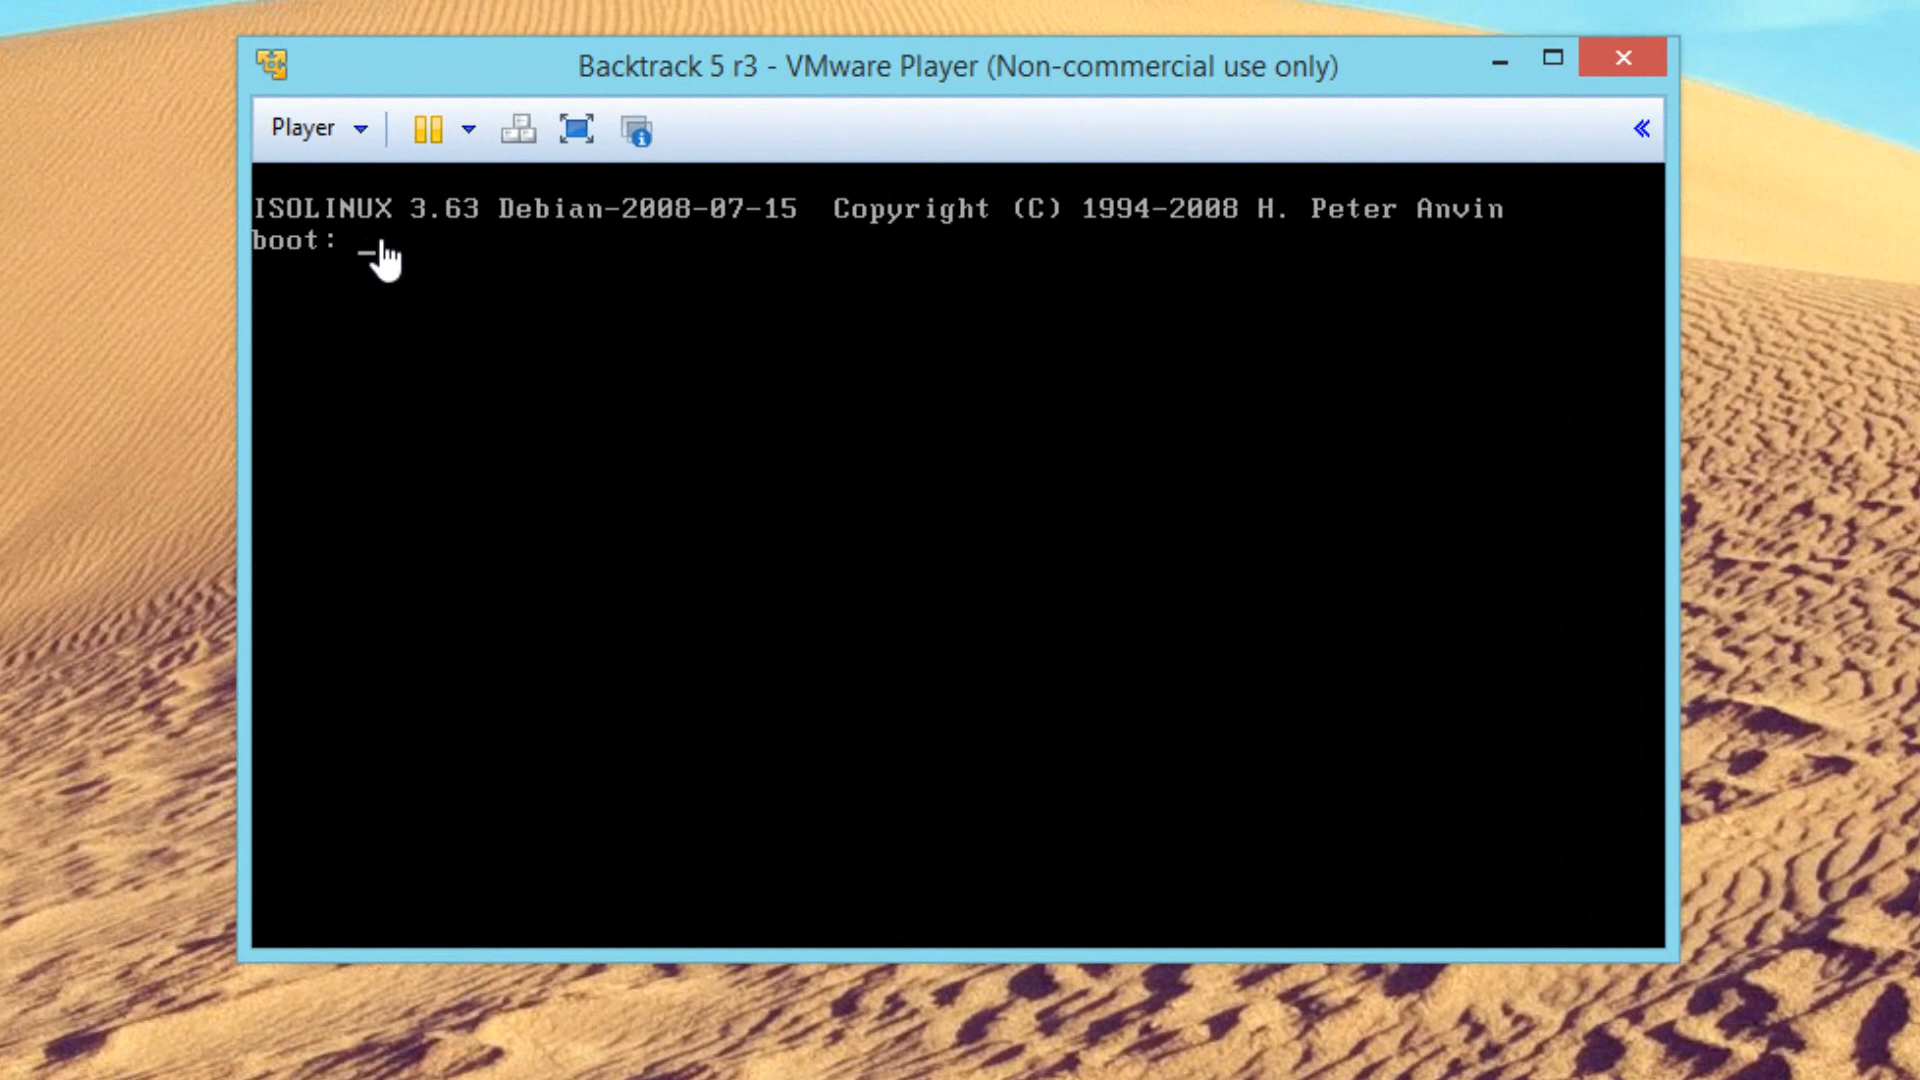 Backtrack 5 r3 - VMware Player (Non-commercial use only)
Player
ISOLINUX 3.63 Debian-2008-07-15  Copyright (C) 1994-2008 H. Peter Anvin
boot: _